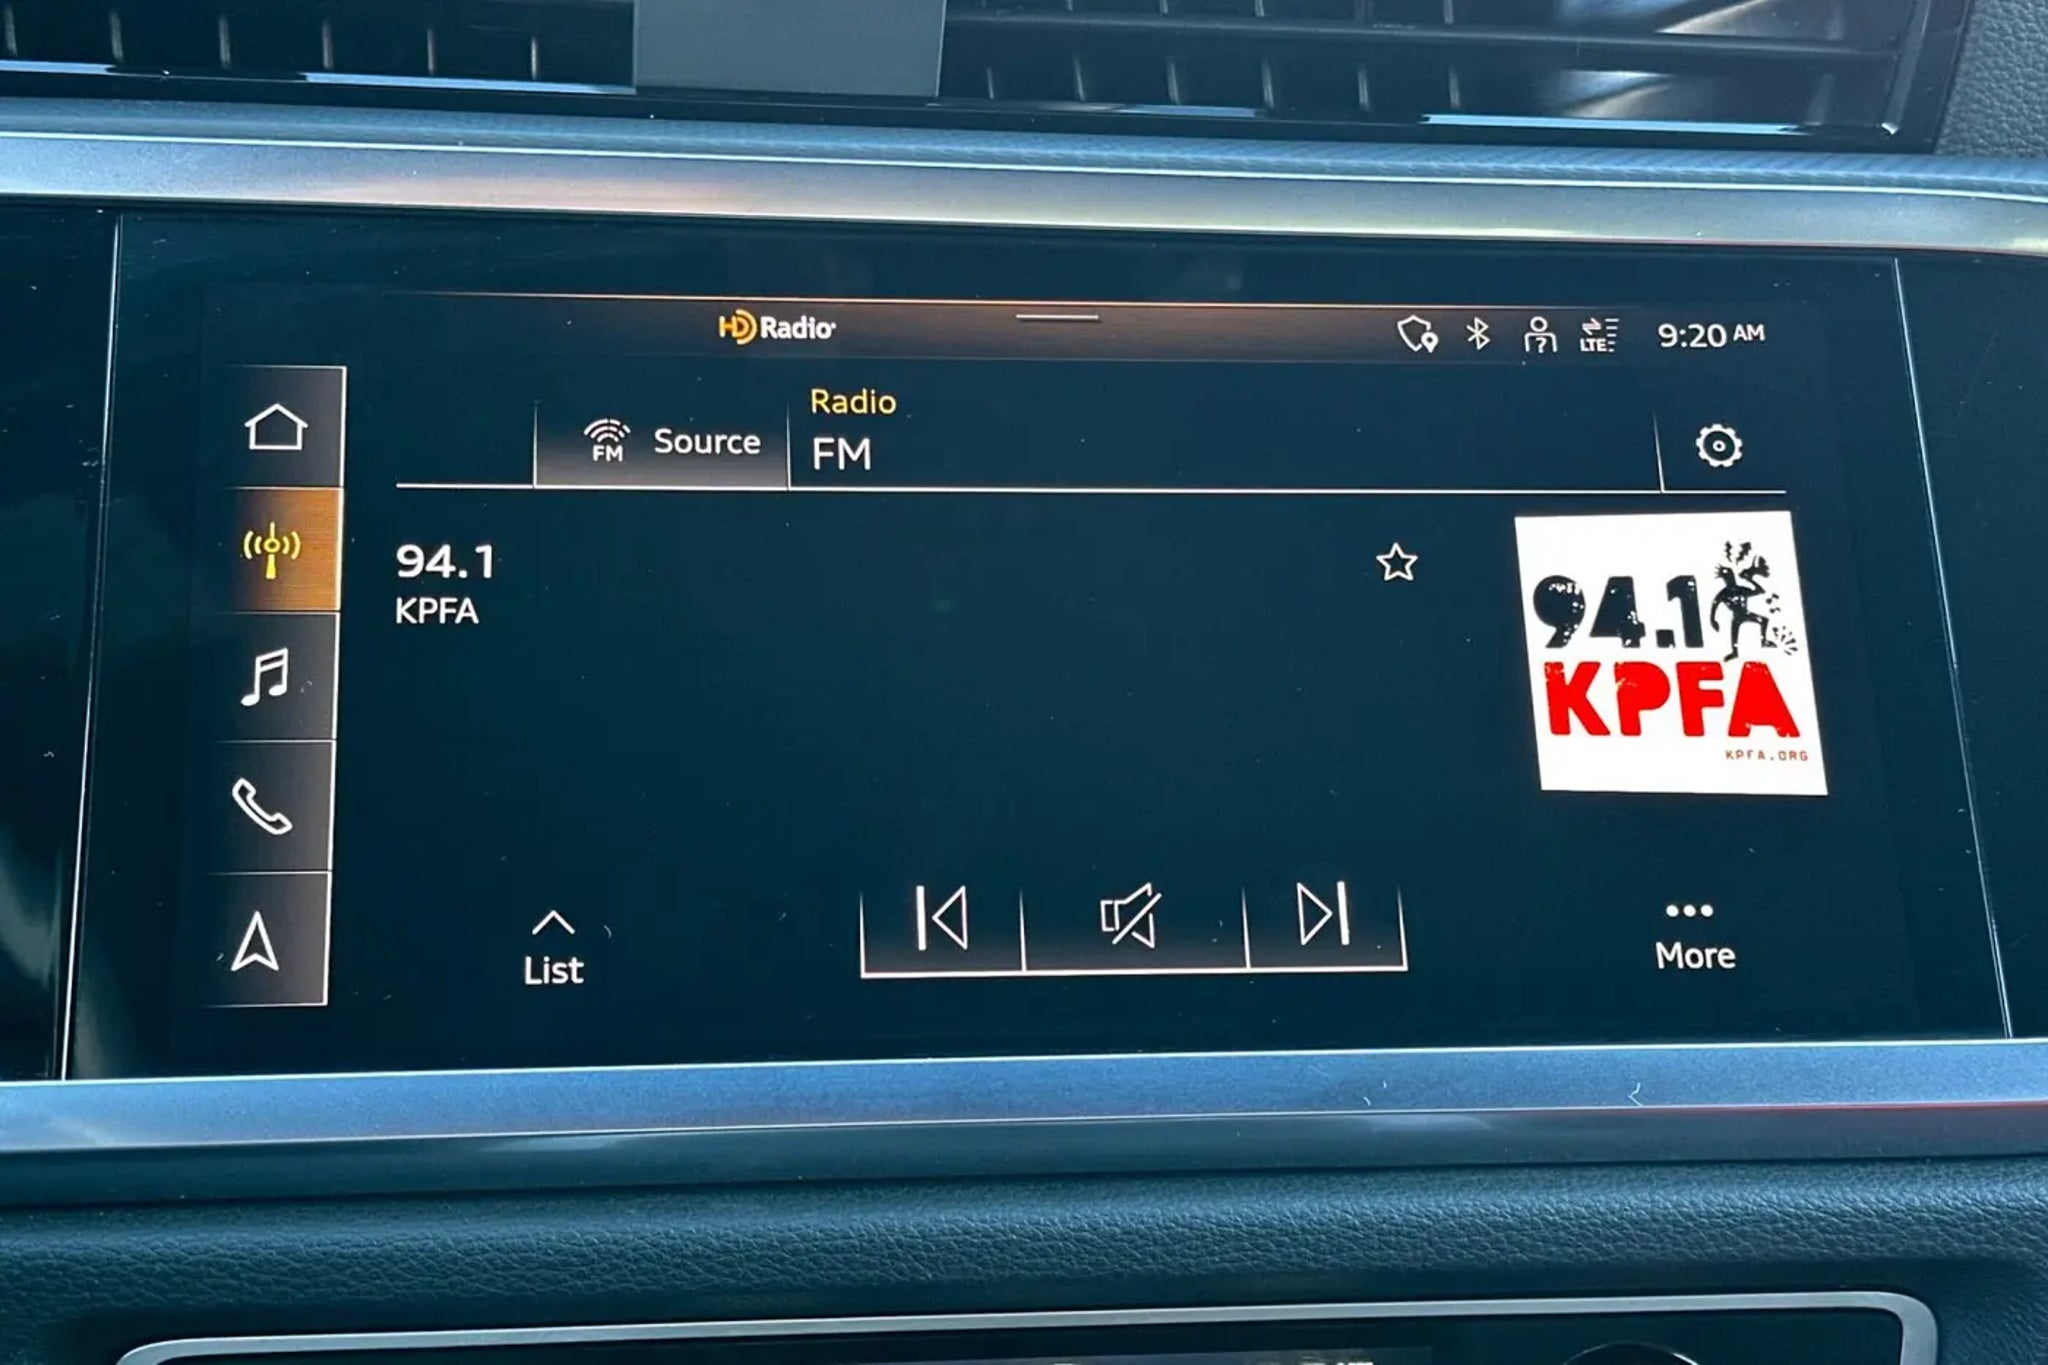 HD Radio
LTE
9:20 AM
Radio
FM
Source
FM
94.1
KPFA
94.1
KPFA
KPFA.ORG
List
More